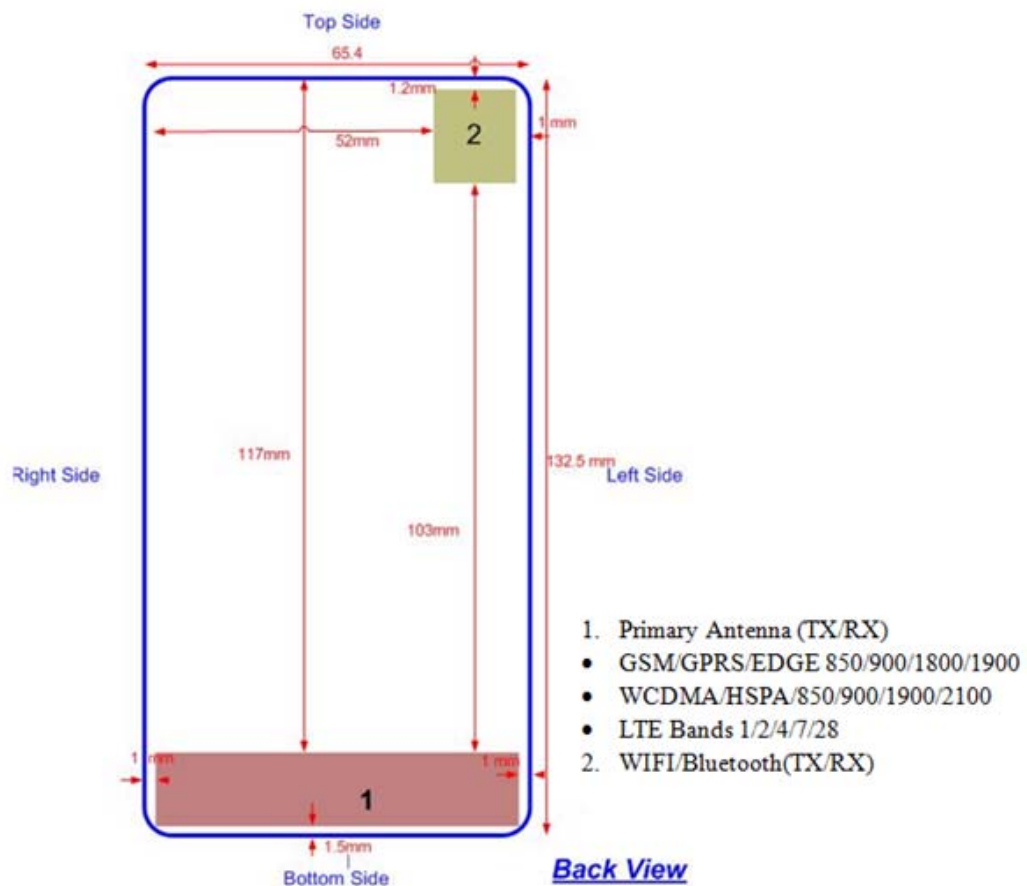 Top Side
65.4
1.2mm
2
1 mm
52mm
117mm
132.5 mm
Right Side
Left Side
103mm
1. Primary Antenna (TX/RX)
• GSM/GPRS/EDGE 850/900/1800/1900
• WCDMA/HSPA/850/900/1900/2100
• LTE Bands 1/2/4/7/28
2. WIFI/Bluetooth(TX/RX)
1 mm
1 mm
1
1.5mm
Bottom Side
Back View